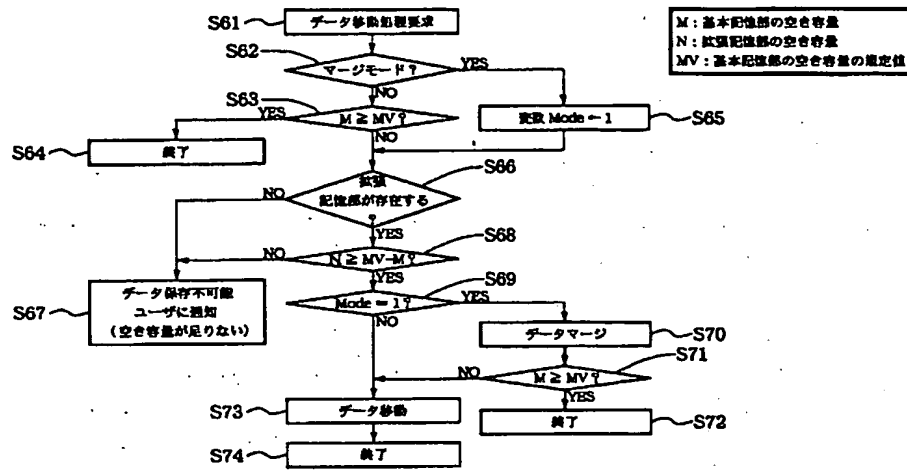 S61
データ移動処理要求
M：基本記憶部の空き容量
N：拡張記憶部の空き容量
MV：基本記憶部の空き容量の規定値
S62
マージモード？
YES
NO
S63
M ≧ MV？
YES
NO
変数 Mode ← 1
S65
S64
終了
S66
拡張
記憶部が存在する
？
NO
YES
S68
N ≧ MV-M？
NO
YES
S67
データ保存不可能
ユーザに通知
(空き容量が足りない)
S69
Mode = 1？
YES
NO
データマージ
S70
S71
M ≧ MV？
NO
YES
S73
データ移動
終了
S72
S74
終了